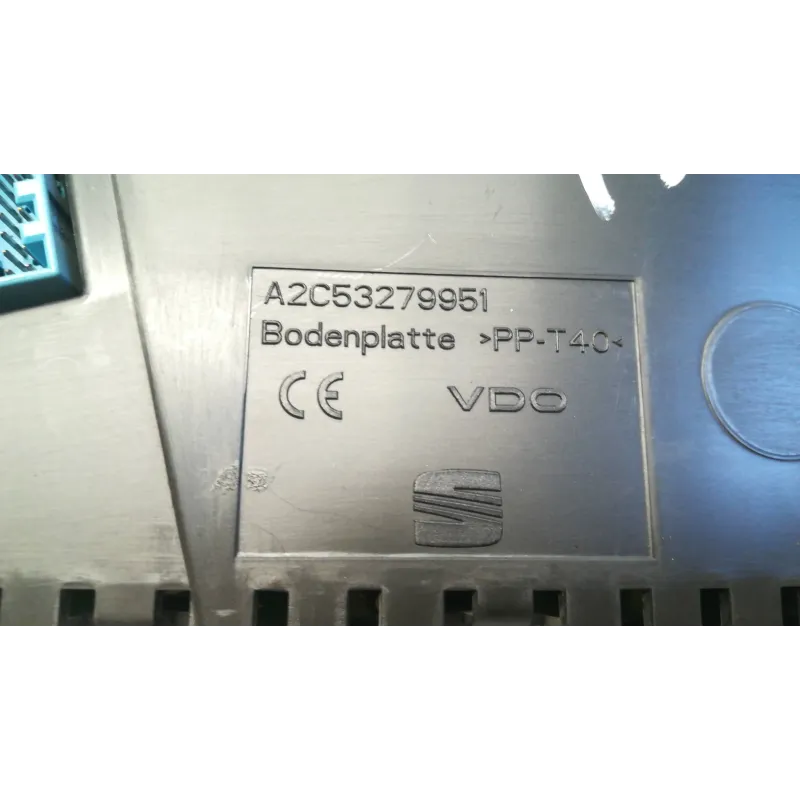 A2C53279951
Bodenplatte >PP-T40<
CE VDO